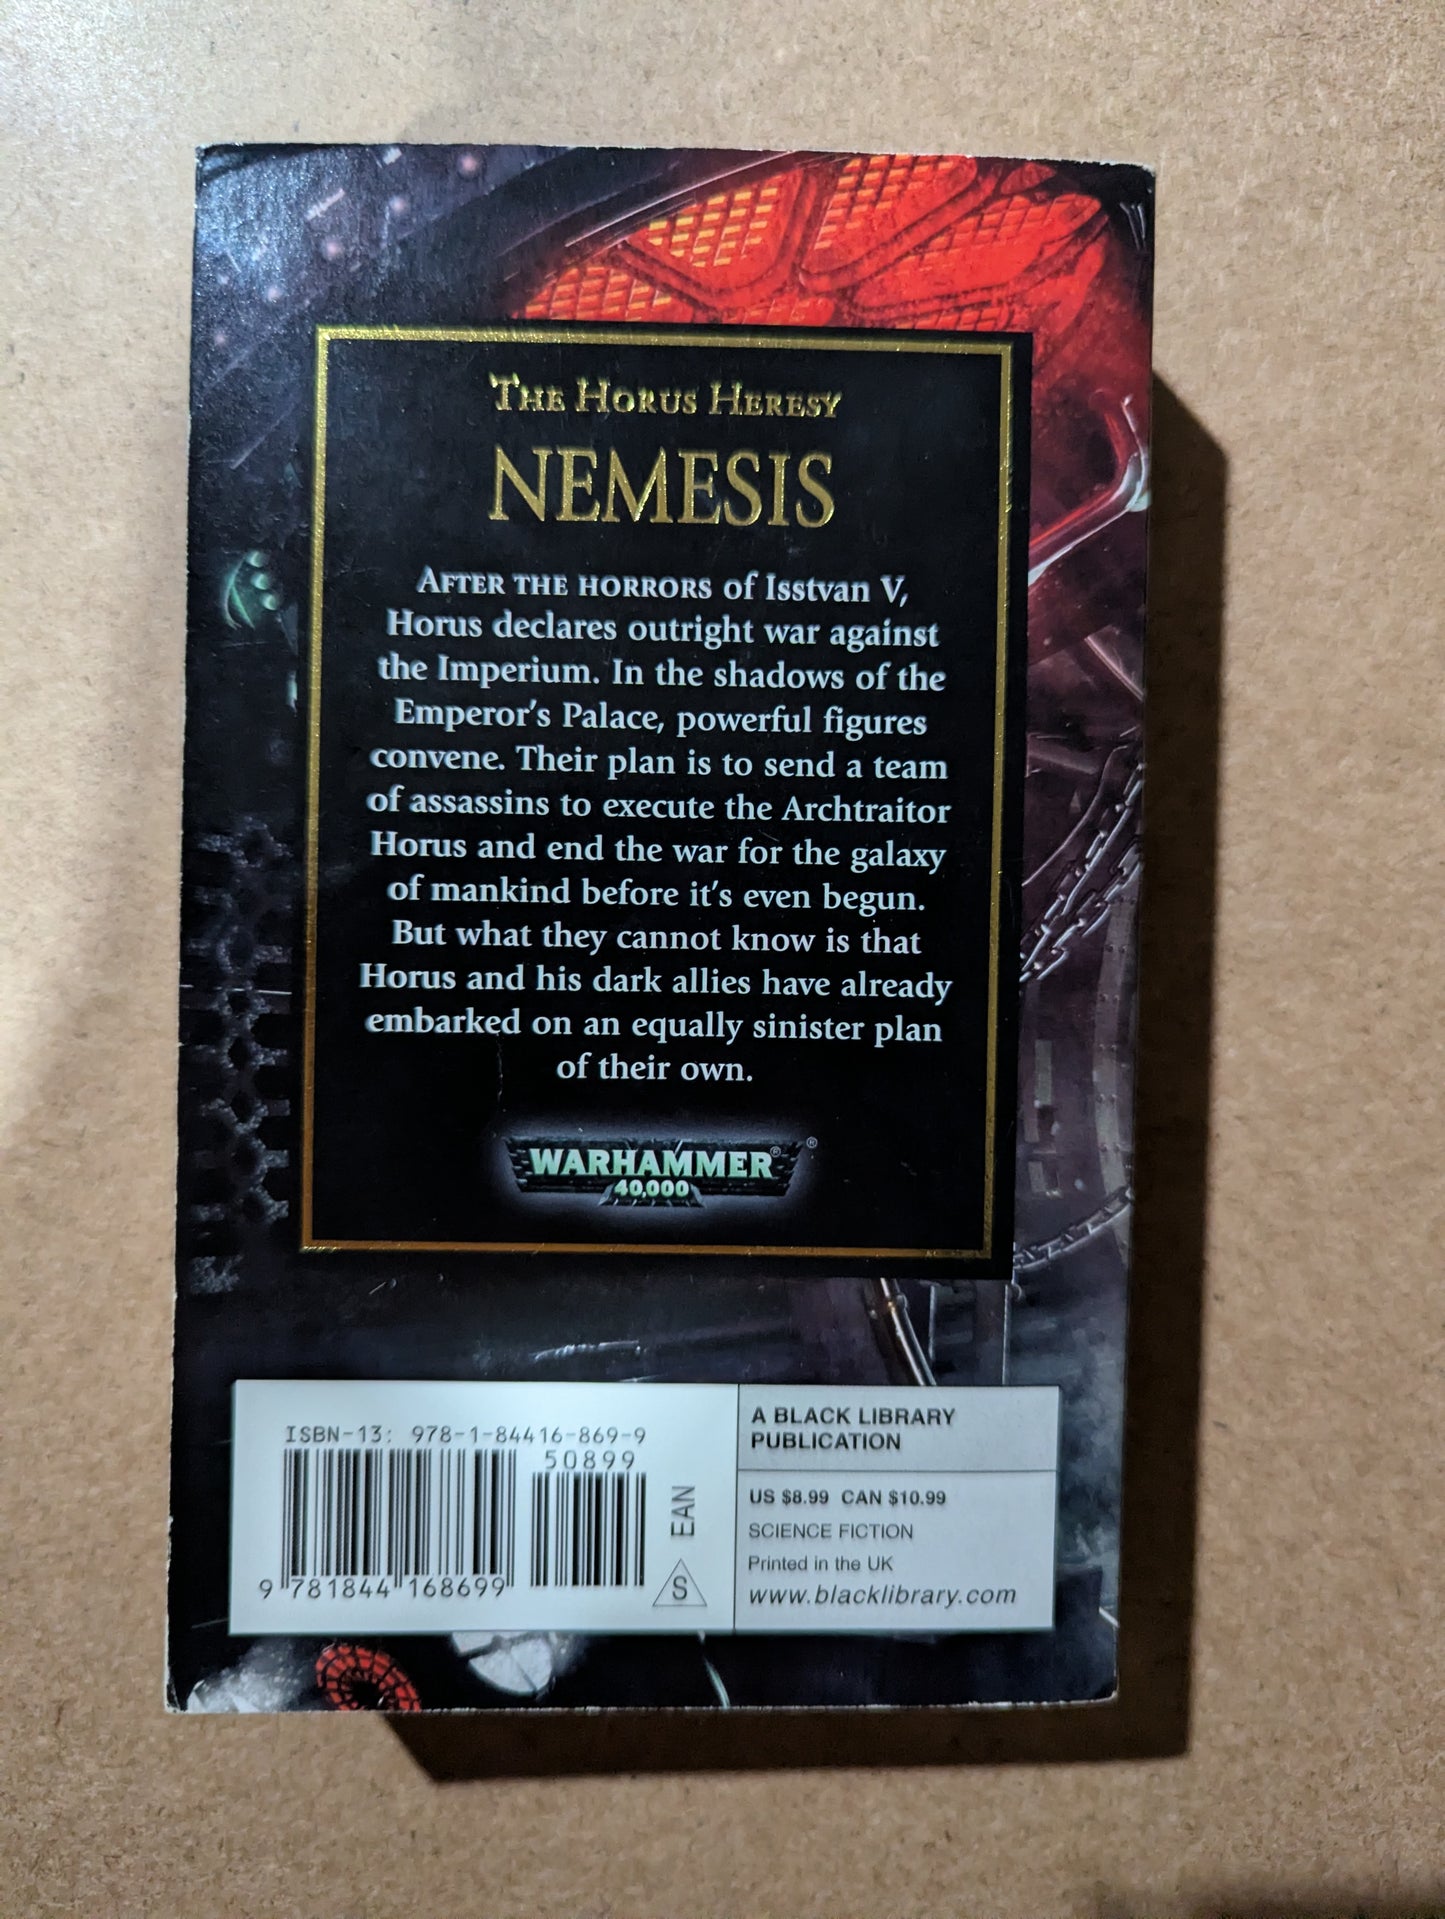 THE HORUS HERESY
NEMESIS
AFTER THE HORRORS of Isstvan V,
Horus declares outright war against
the Imperium. In the shadows of the
Emperor's Palace, powerful figures
convene. Their plan is to send a team
of assassins to execute the Archtraitor
Horus and end the war for the galaxy
of mankind before it's even begun.
But what they cannot know is that
Horus and his dark allies have already
embarked on an equally sinister plan
of their own.
WARHAMMER® ®
40,000
ISBN-13: 978-1-84416-869-9
50899
9 781844 168699
EAN
S
A BLACK LIBRARY
PUBLICATION
US $8.99 CAN $10.99
SCIENCE FICTION
Printed in the UK
www.blacklibrary.com